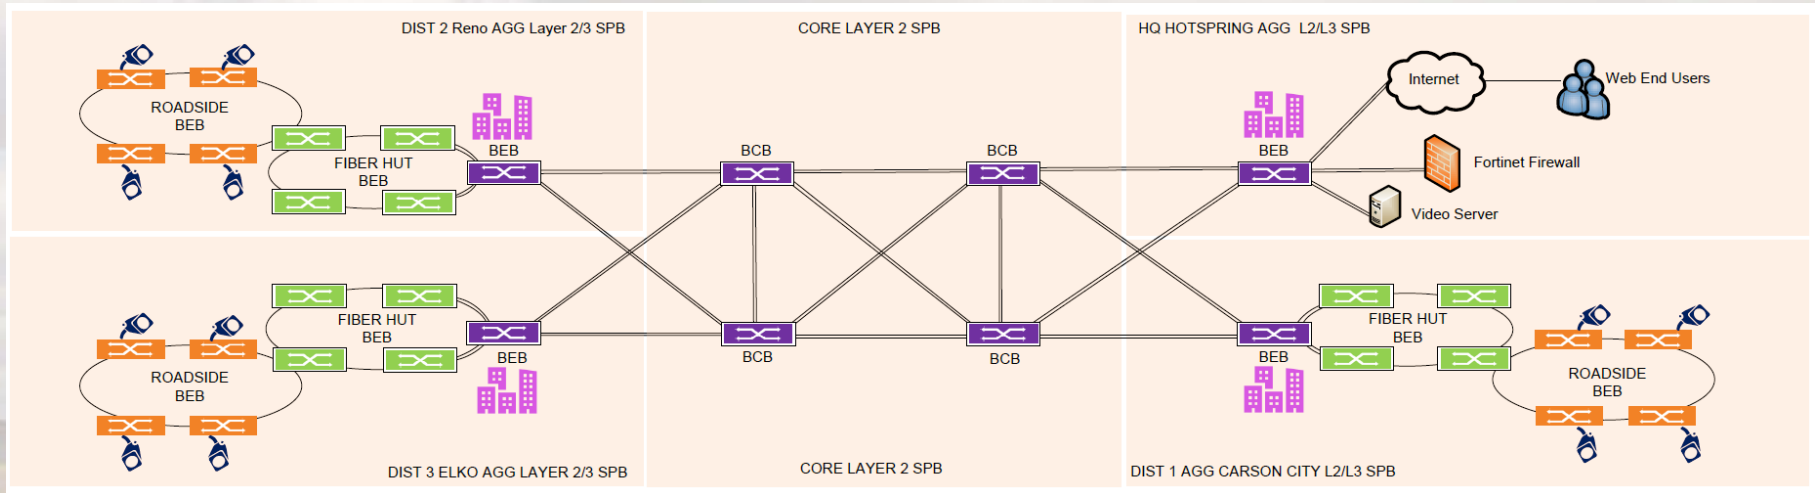 DIST 2 Reno AGG Layer 2/3 SPB
CORE LAYER 2 SPB
HQ HOTSPRING AGG L2/L3 SPB
ROADSIDE
BEB
FIBER HUT
BEB
BEB
BCB
BCB
BEB
Internet
Web End Users
Fortinet Firewall
Video Server
FIBER HUT
BEB
ROADSIDE
BEB
BEB
BCB
BCB
BEB
FIBER HUT
BEB
ROADSIDE
BEB
DIST 3 ELKO AGG LAYER 2/3 SPB
CORE LAYER 2 SPB
DIST 1 AGG CARSON CITY L2/L3 SPB